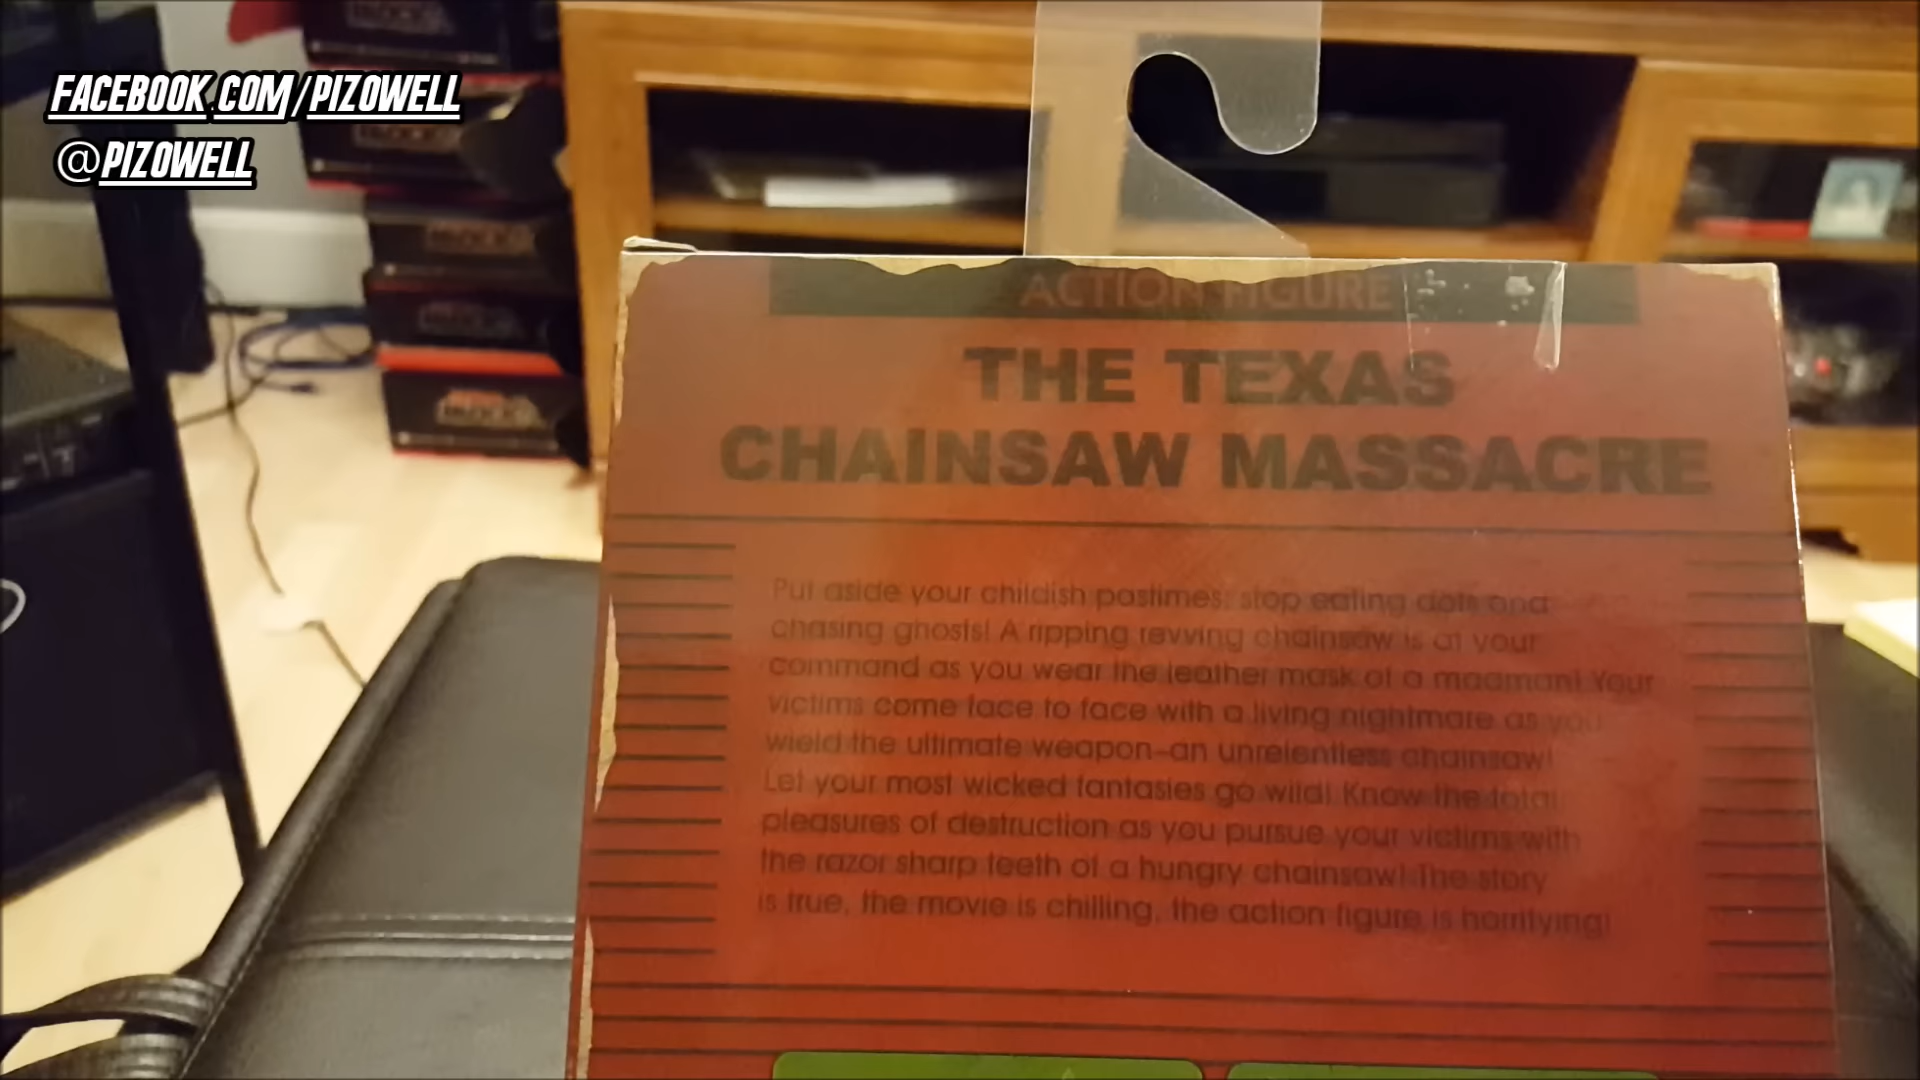 FACEBOOK.COM/PIZOWELL
@PIZOWELL
ACTION FIGURE
THE TEXAS
CHAINSAW MASSACRE
Put aside your childish pastimes; stop eating dots and
chasing ghosts! A ripping revving chainsaw is at your
command as you wear the leather mask of a madman! Your
victims come face to face with a living nightmare as you
wield the ultimate weapon–an unrelentless chainsaw!
Let your most wicked fantasies go wild! Know the total
pleasures of destruction as you pursue your victims with
the razor sharp teeth of a hungry chainsaw! The story
is true, the movie is chilling, the action figure is horrifying!